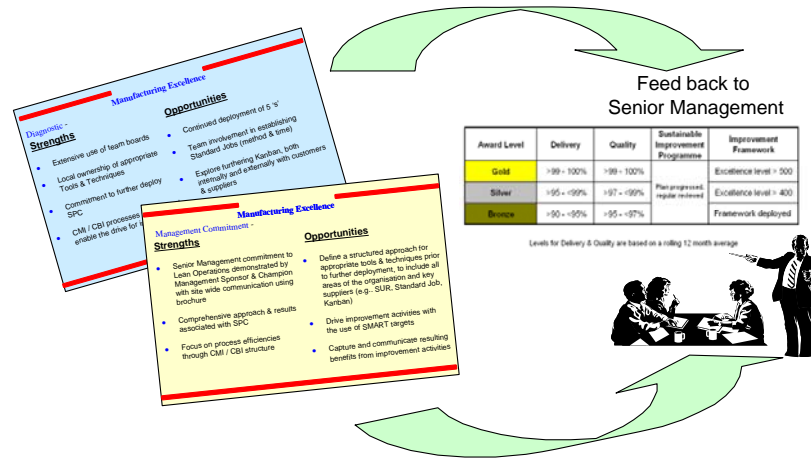 Manufacturing Excellence
Diagnostic -
Strengths
• Extensive use of team boards
• Local ownership of appropriate
Tools & Techniques
• Commitment to further deploy
SPC
• CMI / CBI processes
enable the drive for
Opportunities
• Continued deployment of 5 's'
• Team involvement in establishing
Standard Jobs (method & time)
• Explore furthering Kanban, both
internally and externally with customers
& suppliers
Manufacturing Excellence
Management Commitment -
Strengths
• Senior Management commitment to
Lean Operations demonstrated by
Management Sponsor & Champion
with site wide communication using
brochure
• Comprehensive approach & results
associated with SPC
• Focus on process efficiencies
through CMI / CBI structure
Opportunities
• Define a structured approach for
appropriate tools & techniques prior
to further deployment, to include all
areas of the organisation and key
suppliers (e.g.. SUR, Standard Job,
Kanban)
• Drive improvement activities with
the use of SMART targets
• Capture and communicate resulting
benefits from improvement activities
Feed back to
Senior Management
Award Level Delivery Quality Sustainable Improvement Programme Improvement Framework
Gold >99 - 100% >99 - 100% Excellence level > 500
Silver >95 - <99% >97 - <99% Plan progressed, regular reviewed Excellence level > 400
Bronze >90 - <95% >95 - <97% Framework deployed
Levels for Delivery & Quality are based on a rolling 12 month average